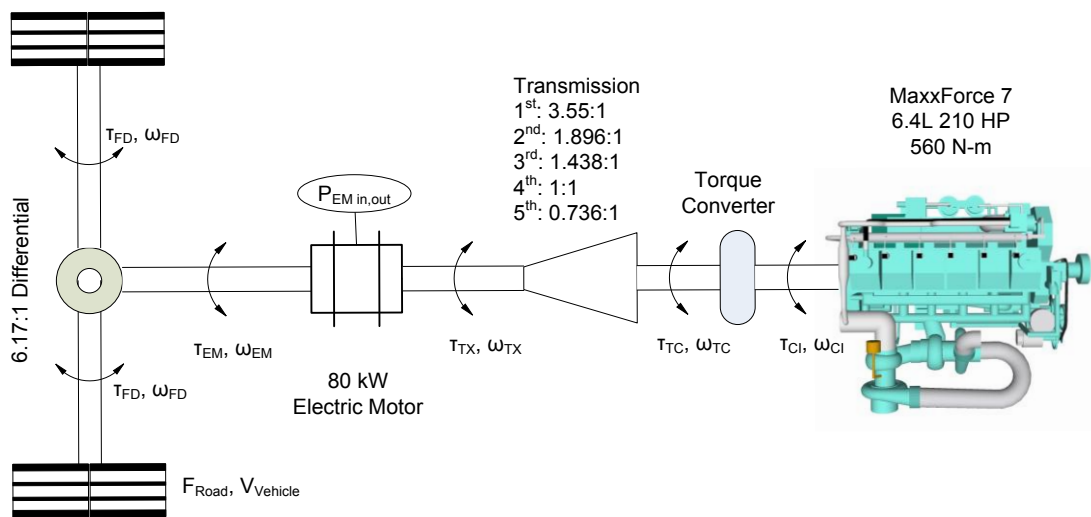 Transmission
1st: 3.55:1
2nd: 1.896:1
3rd: 1.438:1
4th: 1:1
5th: 0.736:1
MaxxForce 7
6.4L 210 HP
560 N-m
Torque
Converter
τFD, ωFD
PEM in,out
6.17:1 Differential
τEM, ωEM
τTX, ωTX
τTC, ωTC
τCI, ωCI
80 kW
Electric Motor
τFD, ωFD
FRoad, VVehicle